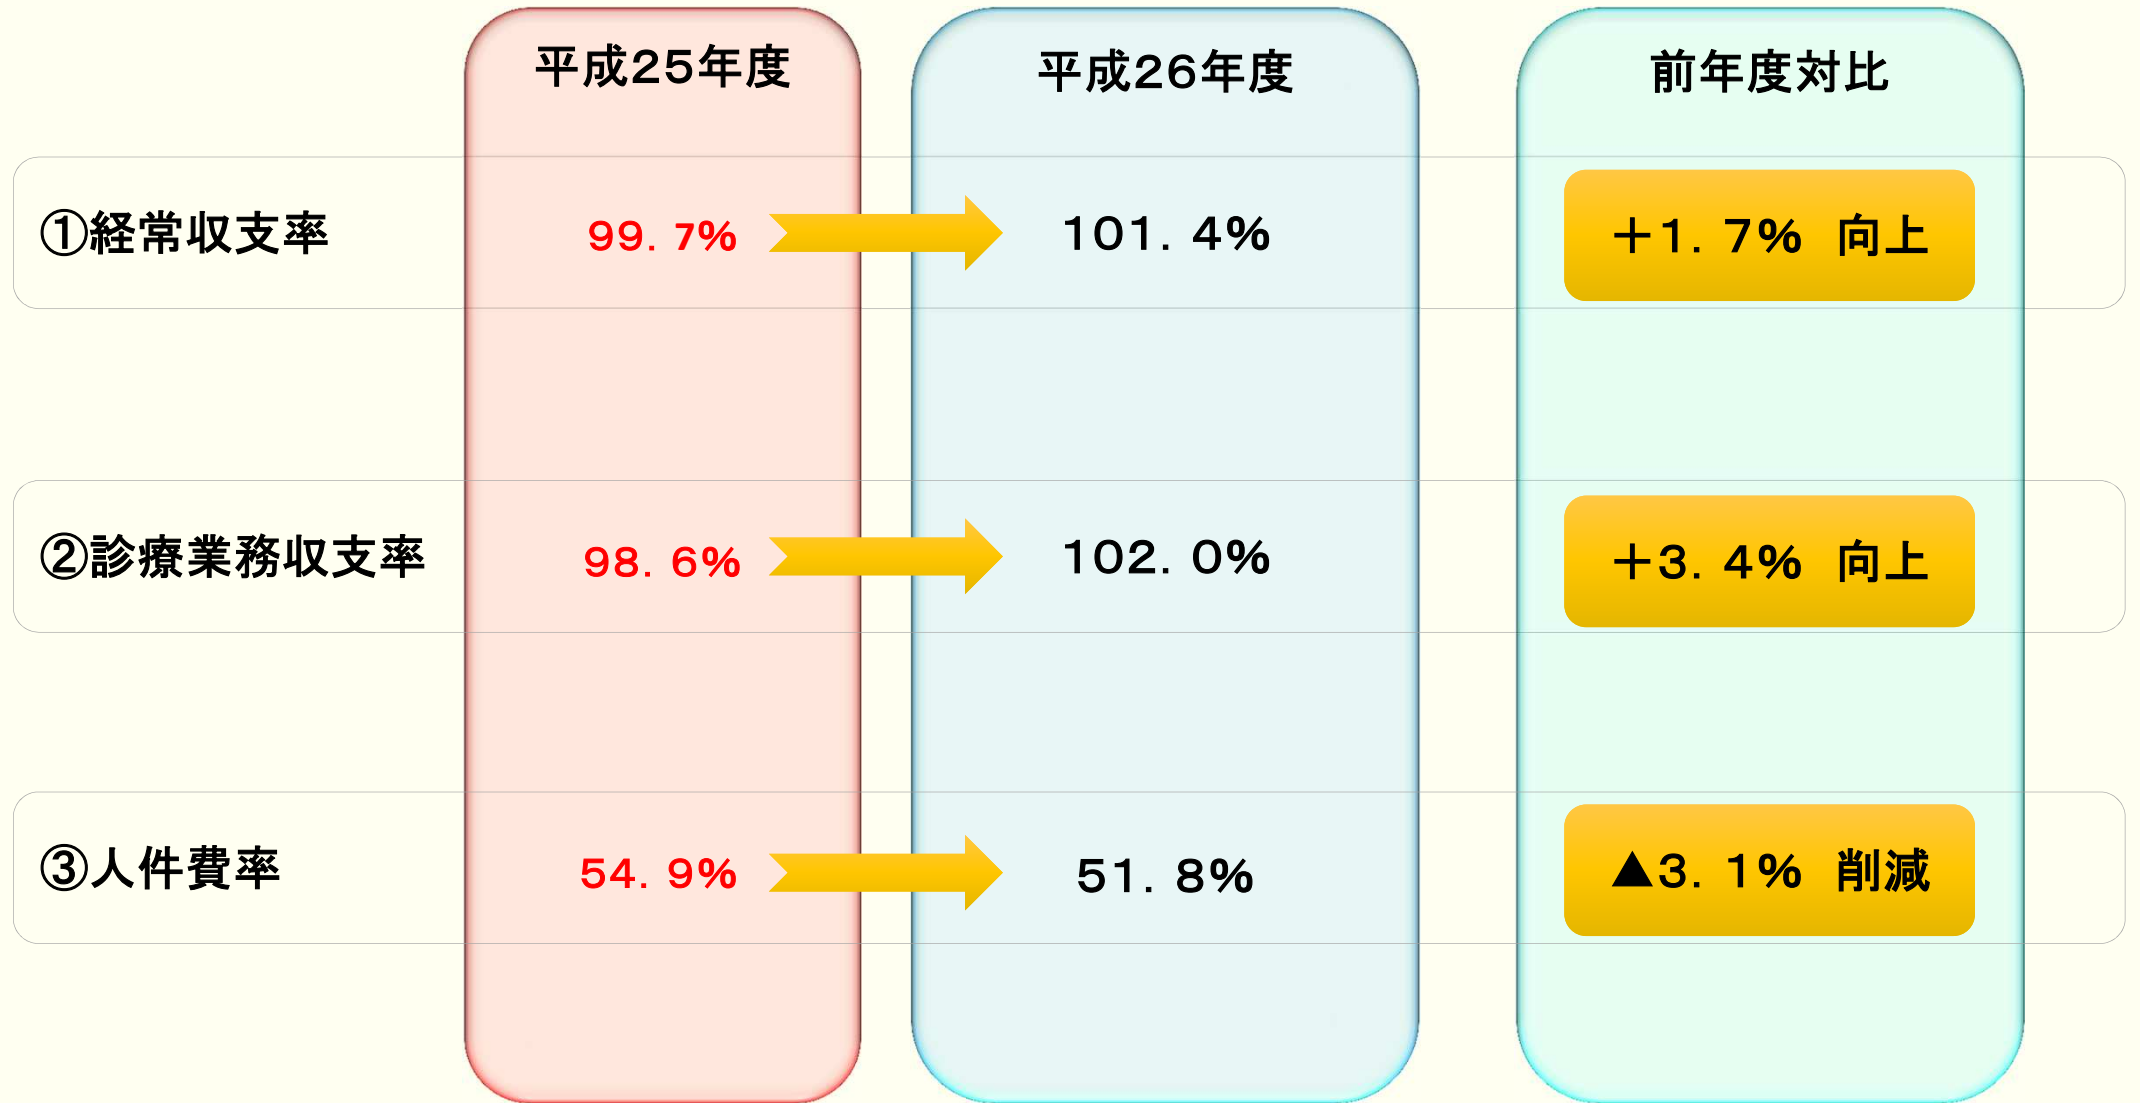 平成25年度
平成26年度
前年度対比
①経常収支率
99．7%
101．4%
＋1．7%　向上
②診療業務収支率
98．6%
102．0%
＋3．4%　向上
③人件費率
54．9%
51．8%
▲3．1%　削減